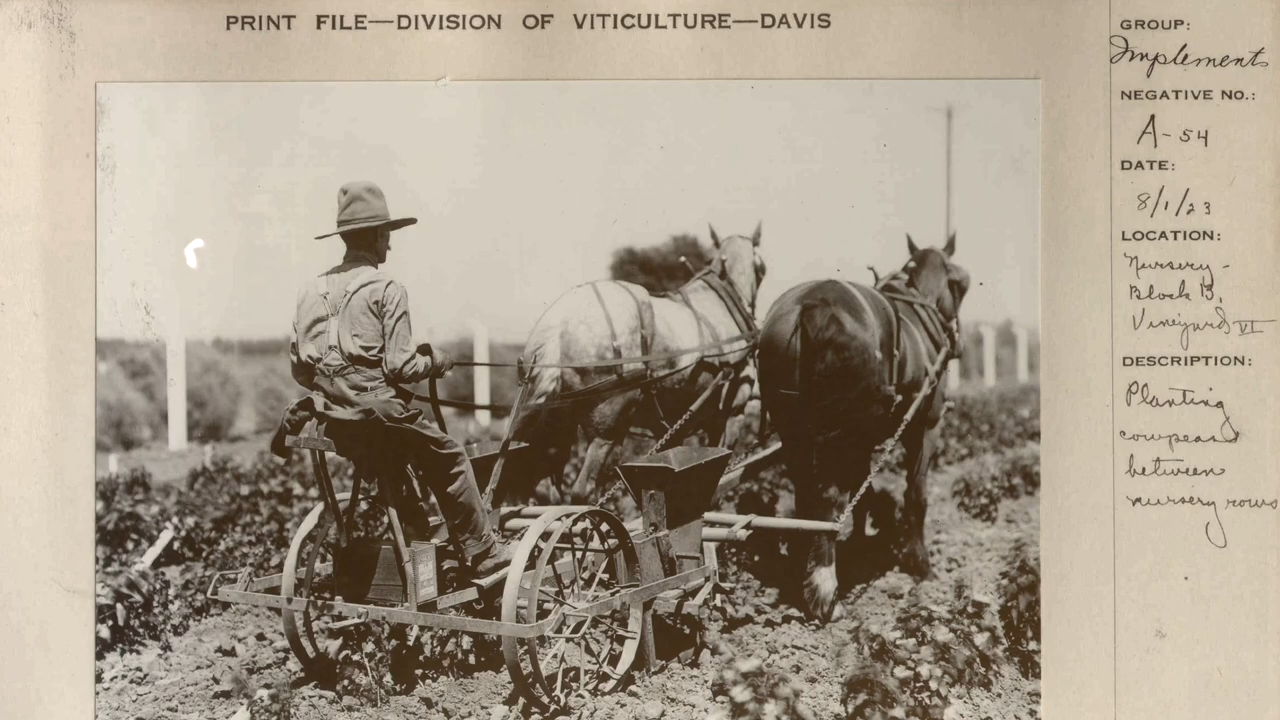 PRINT FILE—DIVISION OF VITICULTURE—DAVIS
GROUP:
Implements
NEGATIVE NO.:
A-54
DATE:
8/1/23
LOCATION:
Nursery-
Block B,
Vineyard VI
DESCRIPTION:
Planting
cowpeas
between
nursery rows